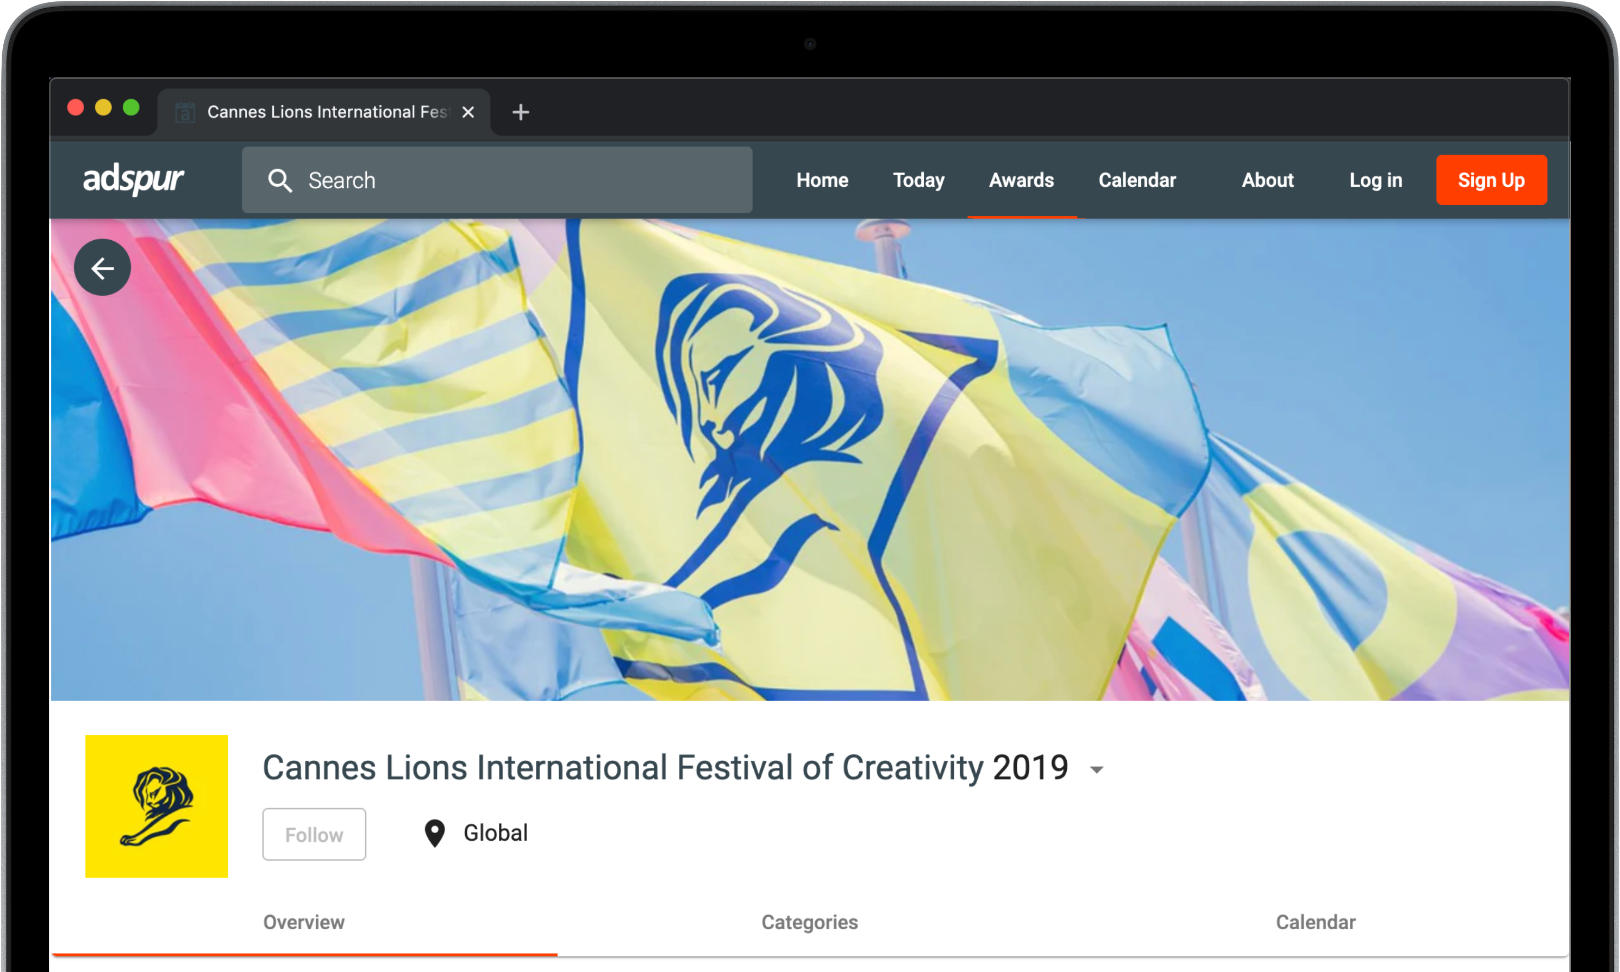 Cannes Lions International Fes
adspur
Search
Home
Today
Awards
Calendar
About
Log in
Sign Up
Cannes Lions International Festival of Creativity 2019
Follow
Global
Overview
Categories
Calendar